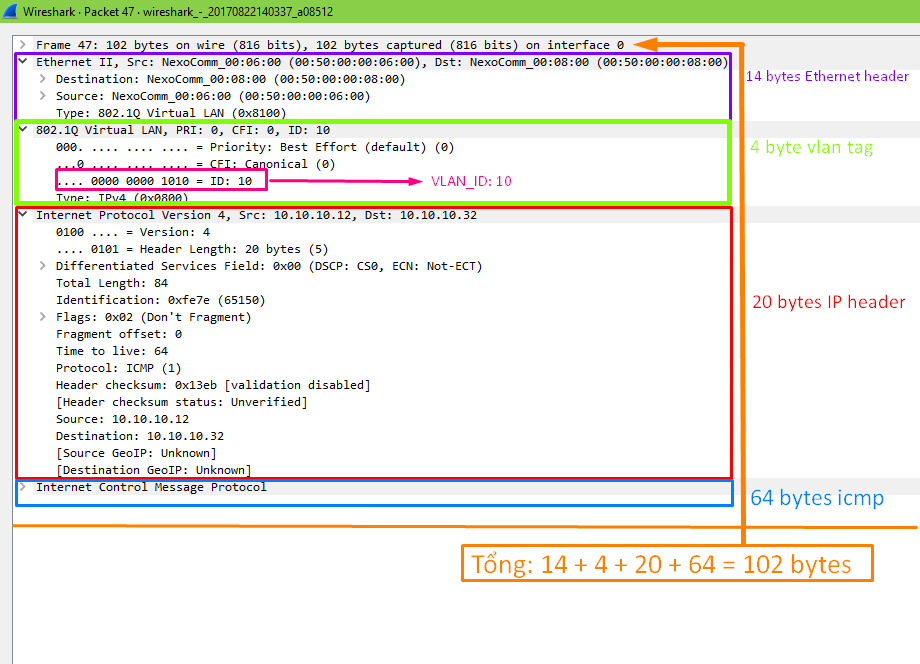 Wireshark · Packet 47 · wireshark_-_20170822140337_a08512
Frame 47: 102 bytes on wire (816 bits), 102 bytes captured (816 bits) on interface 0
Ethernet II, Src: NexoComm_00:06:00 (00:50:00:00:06:00), Dst: NexoComm_00:08:00 (00:50:00:00:08:00)
14 bytes Ethernet header
Destination: NexoComm_00:08:00 (00:50:00:00:08:00)
Source: NexoComm_00:06:00 (00:50:00:00:06:00)
Type: 802.1Q Virtual LAN (0x8100)
802.1Q Virtual LAN, PRI: 0, CFI: 0, ID: 10
4 byte vlan tag
000. .... .... .... = Priority: Best Effort (default) (0)
...0 .... .... .... = CFI: Canonical (0)
.... 0000 0000 1010 = ID: 10
VLAN_ID: 10
Type: IPv4 (0x0800)
Internet Protocol Version 4, Src: 10.10.10.12, Dst: 10.10.10.32
0100 .... = Version: 4
.... 0101 = Header Length: 20 bytes (5)
Differentiated Services Field: 0x00 (DSCP: CS0, ECN: Not-ECT)
Total Length: 84
Identification: 0xfe7e (65150)
20 bytes IP header
Flags: 0x02 (Don't Fragment)
Fragment offset: 0
Time to live: 64
Protocol: ICMP (1)
Header checksum: 0x13eb [validation disabled]
[Header checksum status: Unverified]
Source: 10.10.10.12
Destination: 10.10.10.32
[Source GeoIP: Unknown]
[Destination GeoIP: Unknown]
Internet Control Message Protocol
64 bytes icmp
Tổng: 14 + 4 + 20 + 64 = 102 bytes